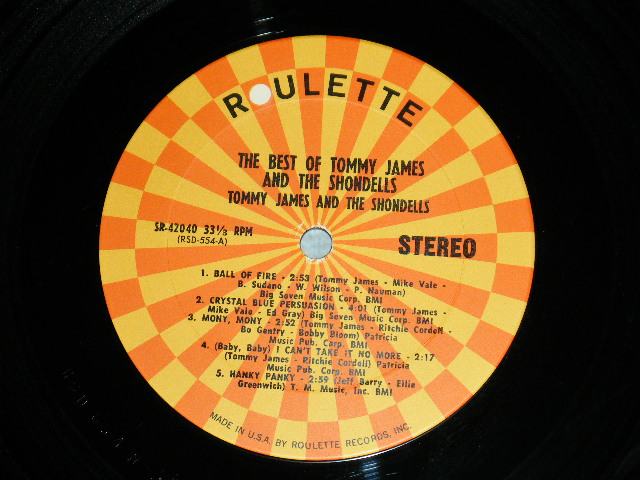 ROULETTE
THE BEST OF TOMMY JAMES
AND THE SHONDELLS
TOMMY JAMES AND THE SHONDELLS
SR-42040 33⅓ RPM
(RSD-554-A)
STEREO
1. BALL OF FIRE - 2:53 (Tommy James - Mike Vale -
B. Sudano - W. Wilson - P. Nauman)
Big Seven Music Corp. BMI
2. CRYSTAL BLUE PERSUASION - 4:01 (Tommy James -
Mike Vale - Ed Gray) Big Seven Music Corp. BMI
3. MONY, MONY - 2:52 (Tommy James - Ritchie Cordell -
Bo Gentry - Bobby Bloom) Patricia
Music Pub. Corp. BMI
4. (Baby, Baby) I CAN'T TAKE IT NO MORE - 2:17
(Tommy James - Ritchie Cordell) Patricia
Music Pub. Corp. BMI
5. HANKY PANKY - 2:59 (Jeff Barry - Ellie
Greenwich) T. M. Music, Inc. BMI
MADE IN U.S.A. BY ROULETTE RECORDS, INC.